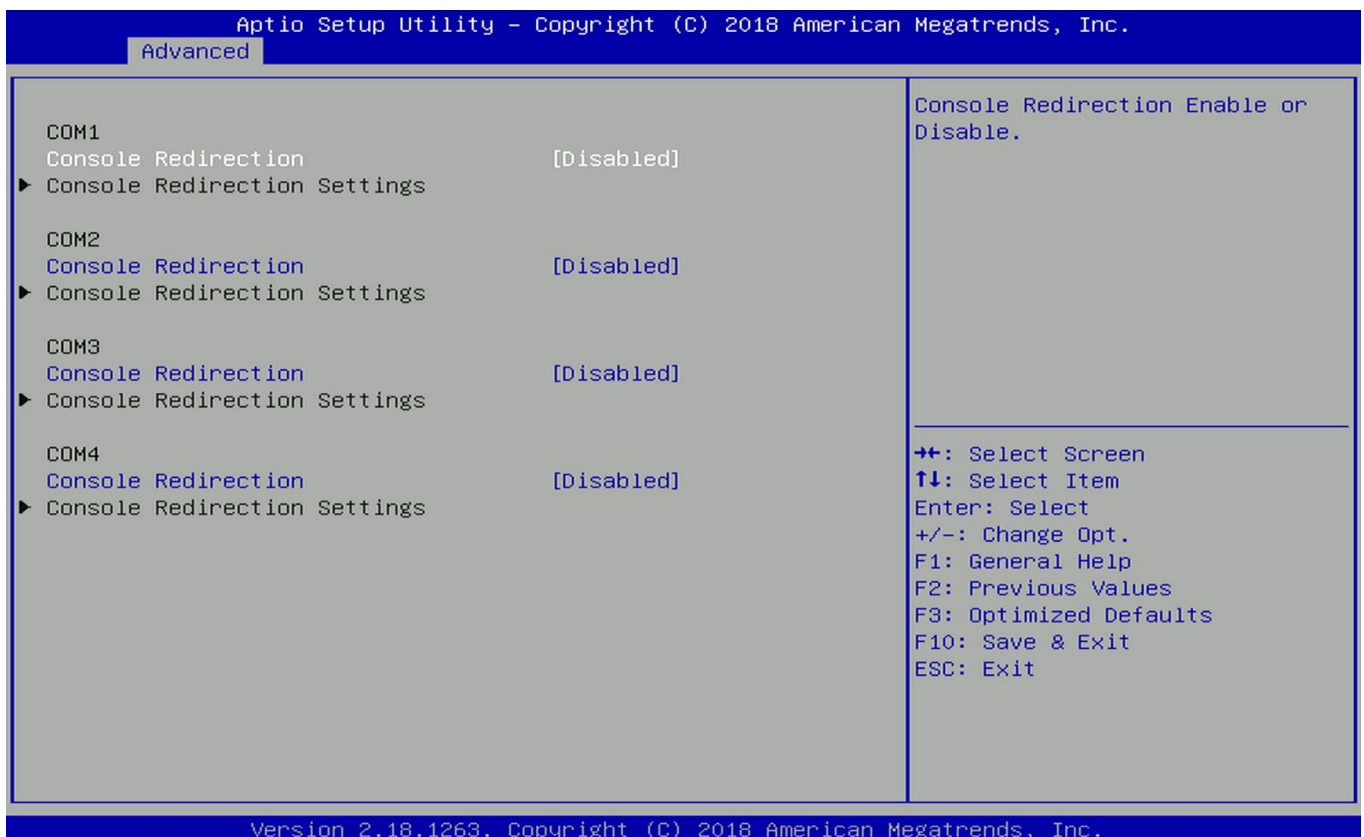 Aptio Setup Utility – Copyright (C) 2018 American Megatrends, Inc.
Advanced
COM1
Console Redirection [Disabled]
▶ Console Redirection Settings
COM2
Console Redirection [Disabled]
▶ Console Redirection Settings
COM3
Console Redirection [Disabled]
▶ Console Redirection Settings
COM4
Console Redirection [Disabled]
▶ Console Redirection Settings
Console Redirection Enable or
Disable.
→←: Select Screen
↑↓: Select Item
Enter: Select
+/-: Change Opt.
F1: General Help
F2: Previous Values
F3: Optimized Defaults
F10: Save & Exit
ESC: Exit
Version 2.18.1263. Copyright (C) 2018 American Megatrends, Inc.